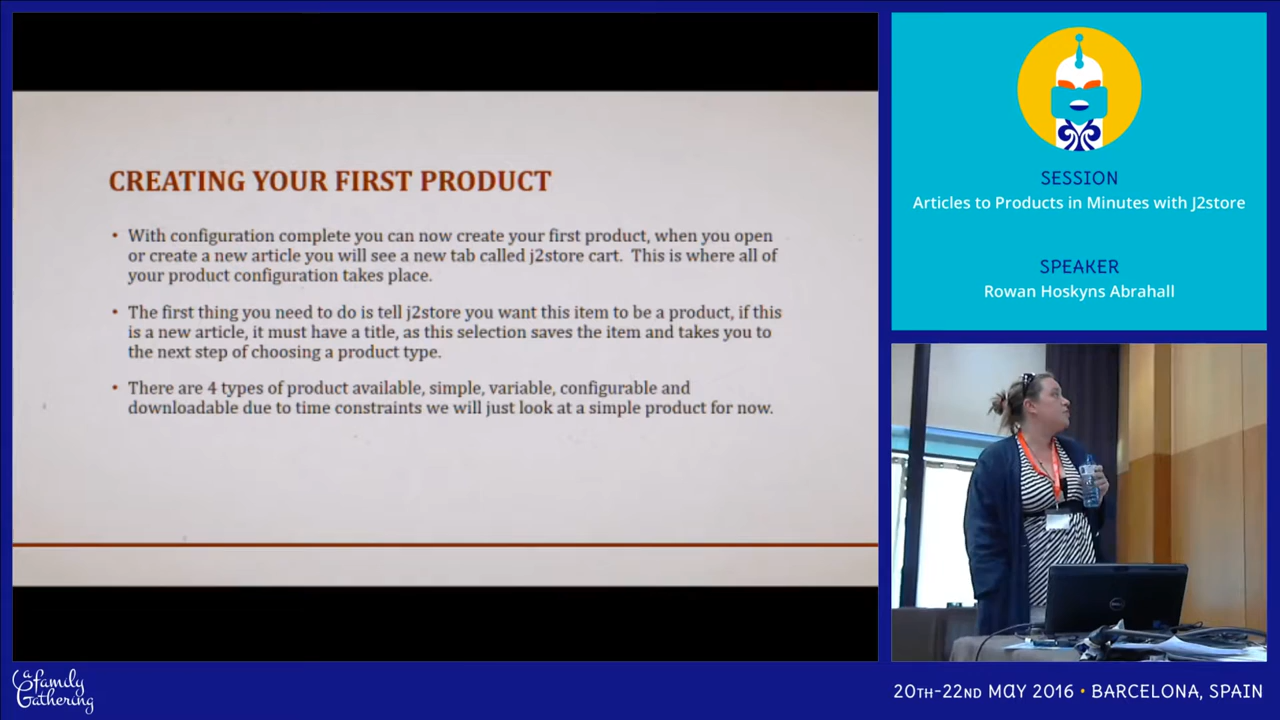 CREATING YOUR FIRST PRODUCT
• With configuration complete you can now create your first product, when you open
or create a new article you will see a new tab called j2store cart. This is where all of
your product configuration takes place.
• The first thing you need to do is tell j2store you want this item to be a product, if this
is a new article, it must have a title, as this selection saves the item and takes you to
the next step of choosing a product type.
• There are 4 types of product available, simple, variable, configurable and
downloadable due to time constraints we will just look at a simple product for now.
SESSION
Articles to Products in Minutes with J2store
SPEAKER
Rowan Hoskyns Abrahall
DELL
a
Family
Gathering
20TH-22ND MAY 2016 • BARCELONA, SPAIN